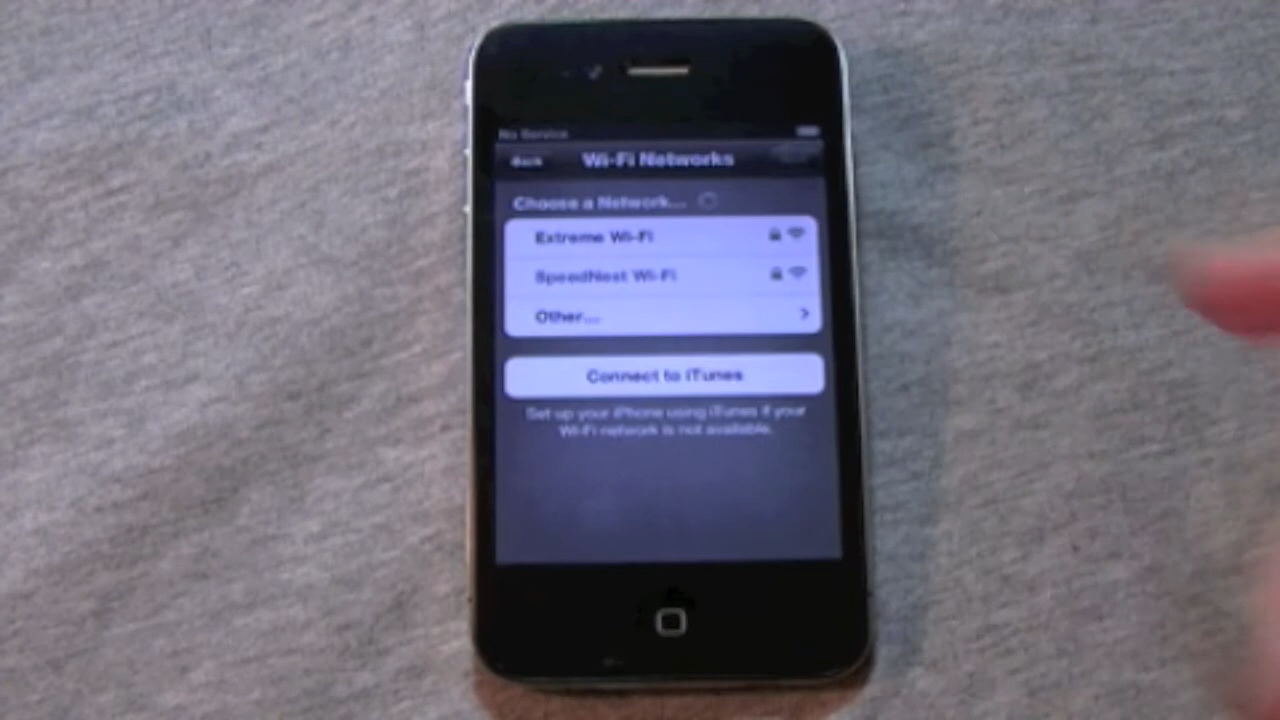 No Service
Back
Wi-Fi Networks
Choose a Network...
Extreme Wi-Fi
SpeedNest Wi-Fi
Other...
Connect to iTunes
Set up your iPhone using iTunes if your
Wi-Fi network is not available.